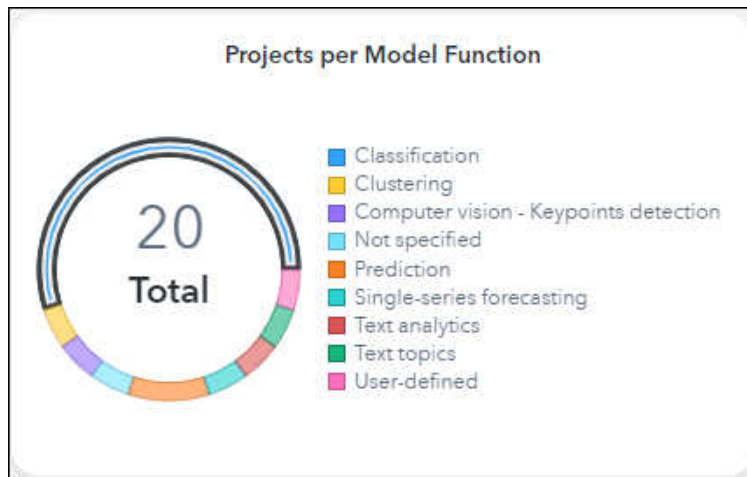 Projects per Model Function
20
Total
Classification
Clustering
Computer vision - Keypoints detection
Not specified
Prediction
Single-series forecasting
Text analytics
Text topics
User-defined